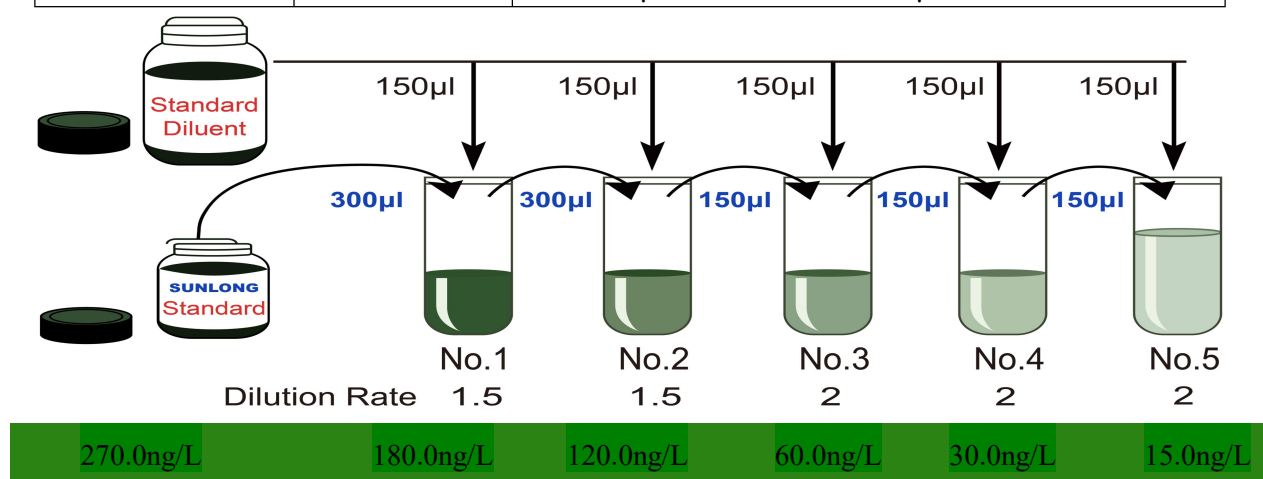 150µl 150µl 150µl 150µl 150µl
Standard
Diluent
300µl 300µl 150µl 150µl 150µl
SUNLONG
Standard
No.1 No.2 No.3 No.4 No.5
Dilution Rate 1.5 1.5 2 2 2
270.0ng/L 180.0ng/L 120.0ng/L 60.0ng/L 30.0ng/L 15.0ng/L